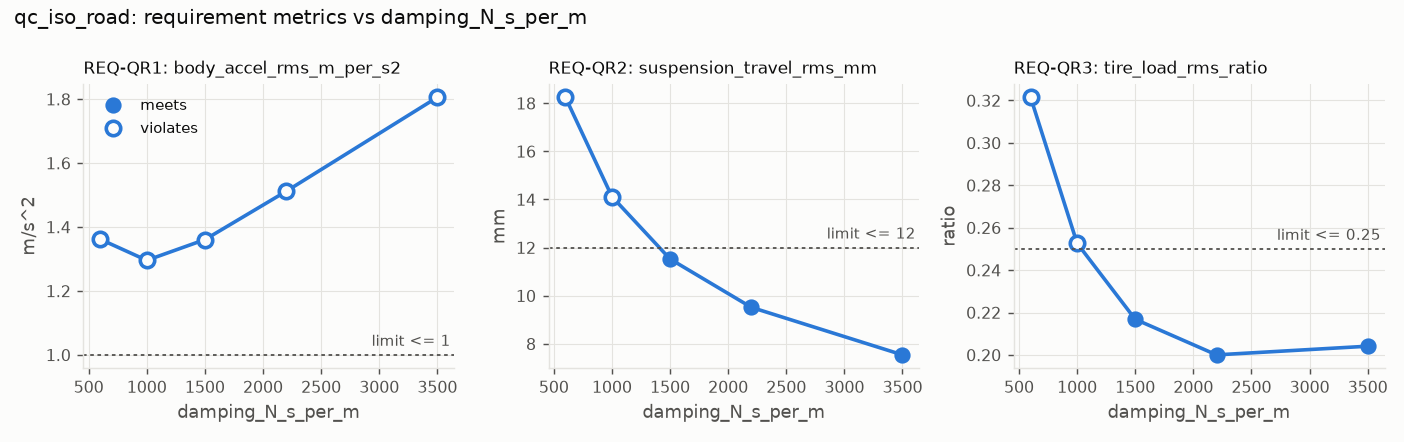 qc_iso_road: requirement metrics vs damping_N_s_per_m
REQ-QR1: body_accel_rms_m_per_s2
meets
violates
limit <= 1
m/s^2
1.8
1.6
1.4
1.2
1.0
500 1000 1500 2000 2500 3000 3500
damping_N_s_per_m
REQ-QR2: suspension_travel_rms_mm
limit <= 12
mm
18
16
14
12
10
8
500 1000 1500 2000 2500 3000 3500
damping_N_s_per_m
REQ-QR3: tire_load_rms_ratio
limit <= 0.25
ratio
0.32
0.30
0.28
0.26
0.24
0.22
0.20
500 1000 1500 2000 2500 3000 3500
damping_N_s_per_m